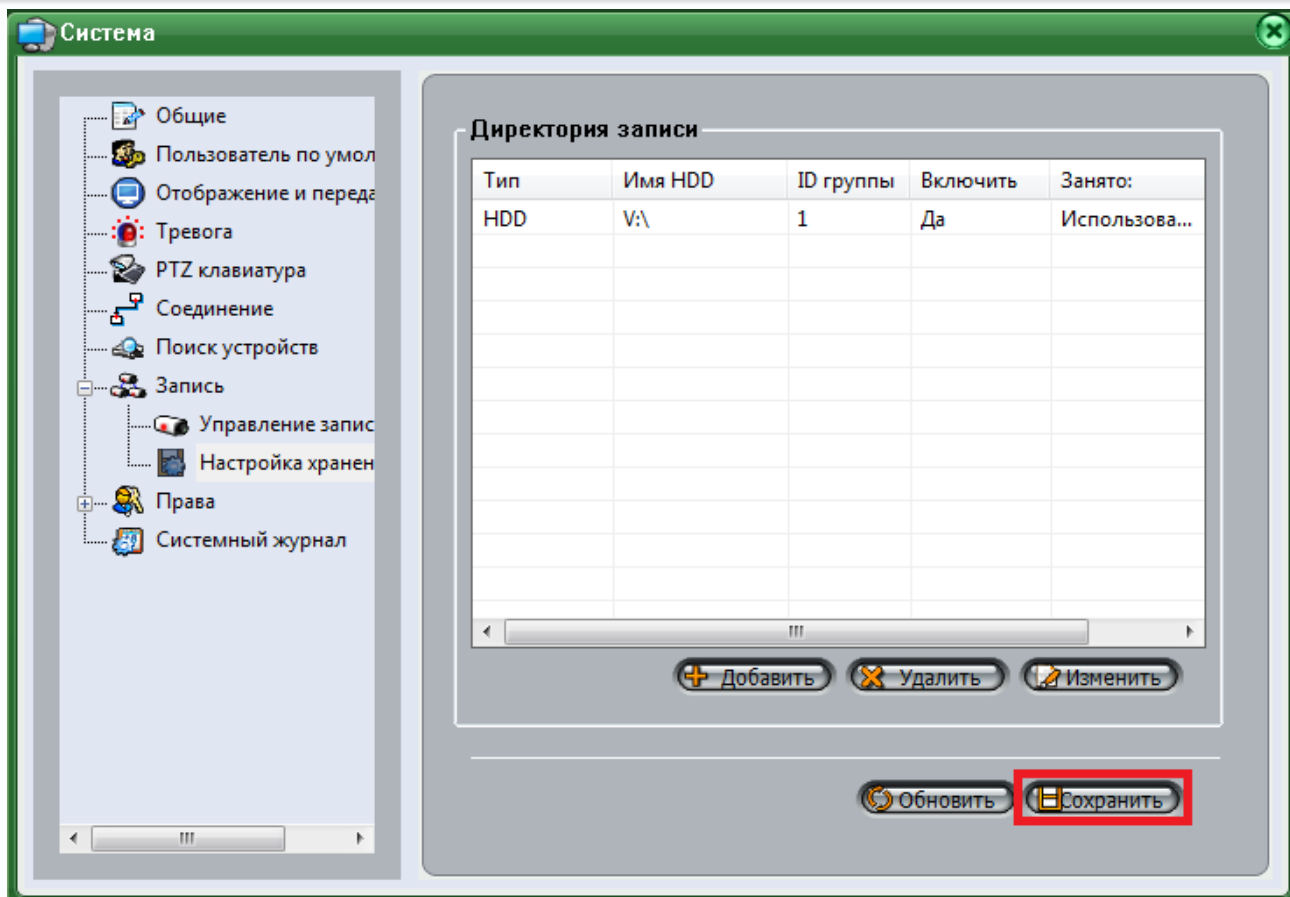 Система
Общие
Пользователь по умол
Отображение и переда
Тревога
PTZ клавиатура
Соединение
Поиск устройств
Запись
Управление запис
Настройка хранен
Права
Системный журнал
Директория записи
Тип Имя HDD ID группы Включить Занято:
HDD V:\ 1 Да Использова...
Добавить Удалить Изменить
Обновить Сохранить